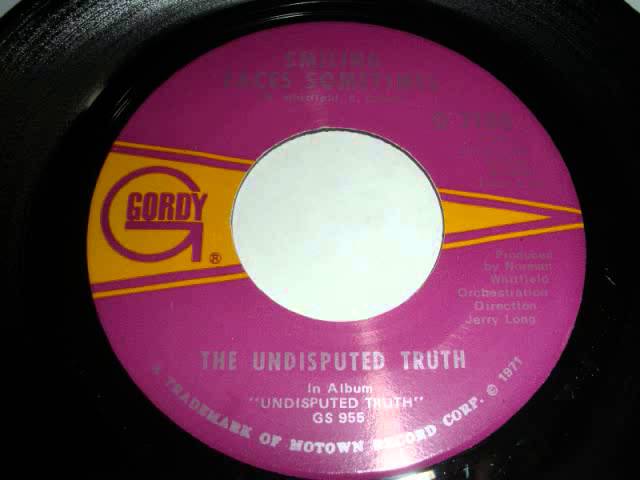 SMILING
FACES SOMETIMES
GORDY
®
Produced
by Norman
Whitfield
Orchestration
Direction
Jerry Long
THE UNDISPUTED TRUTH
In Album
"UNDISPUTED TRUTH"
GS 955
A TRADEMARK OF MOTOWN RECORD CORP. © 1971